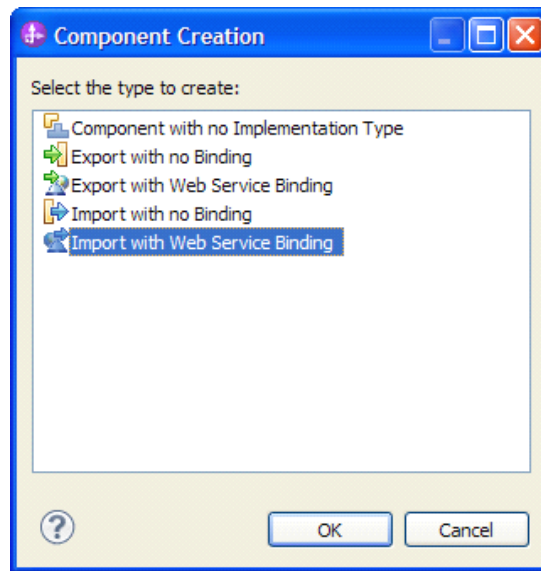 Component Creation
Select the type to create:
Component with no Implementation Type
Export with no Binding
Export with Web Service Binding
Import with no Binding
Import with Web Service Binding
?
OK
Cancel